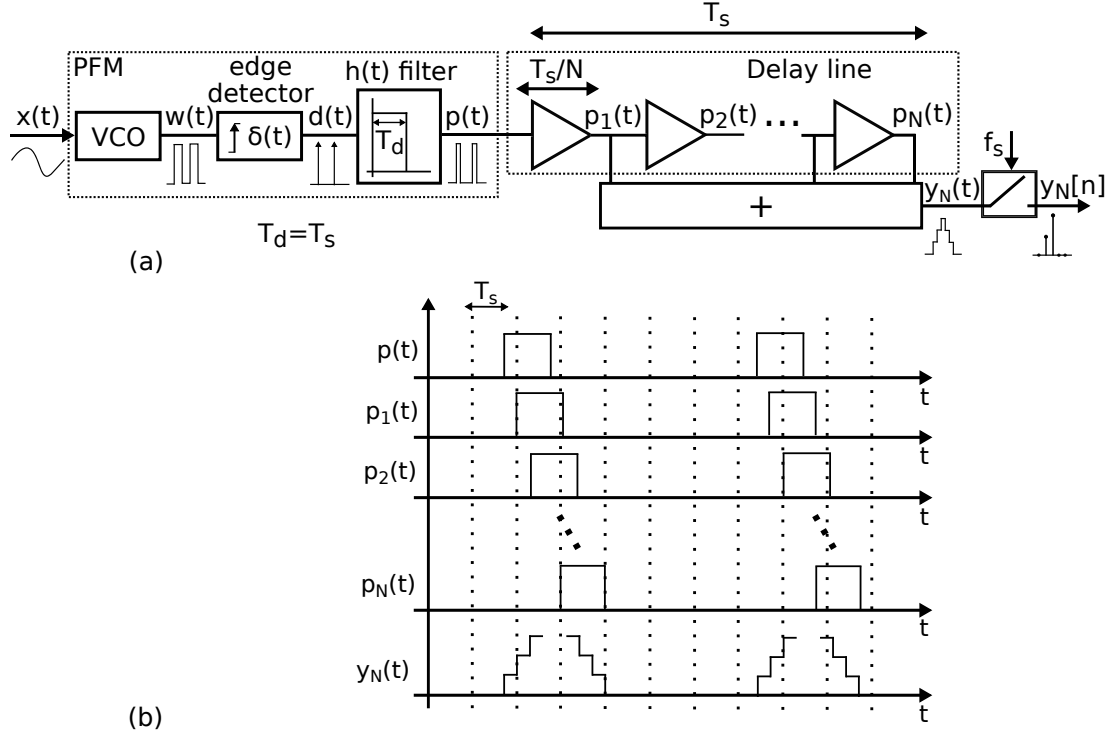 T_s
PFM
edge
detector
h(t) filter
T_s/N
Delay line
x(t)
VCO
w(t)
δ(t)
d(t)
T_d
p(t)
p_1(t)
p_2(t)
...
p_N(t)
f_s
+
y_N(t)
y_N[n]
T_d=T_s
(a)
T_s
p(t)
t
p_1(t)
t
p_2(t)
t
p_N(t)
t
y_N(t)
t
(b)